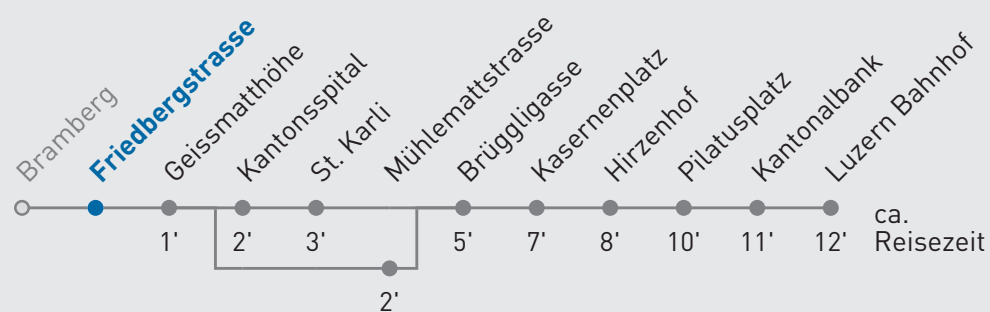 Bramberg
Friedbergstrasse
Geissmatthöhe
Kantonsspital
St. Karli
Mühlemattstrasse
Brüggligasse
Kasernenplatz
Hirzenhof
Pilatusplatz
Kantonalbank
Luzern Bahnhof
1' 2' 3' 5' 7' 8' 10' 11' 12'
ca.
Reisezeit
2'